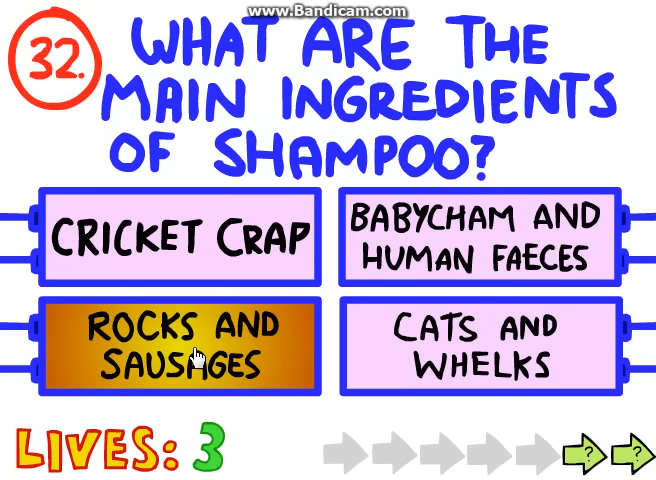 www.Bandicam.com
32.
WHAT ARE THE
MAIN INGREDIENTS
OF SHAMPOO?
CRICKET CRAP
BABYCHAM AND
HUMAN FAECES
ROCKS AND
SAUSAGES
CATS AND
WHELKS
LIVES: 3
? ?